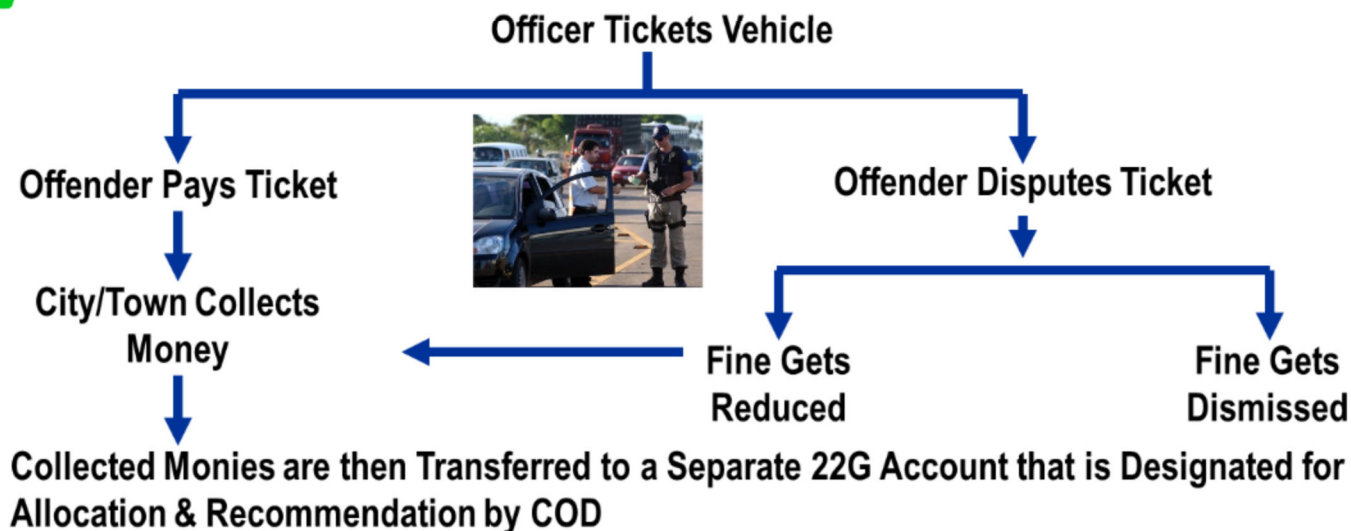 Officer Tickets Vehicle
Offender Pays Ticket
Offender Disputes Ticket
City/Town Collects
Money
Fine Gets
Reduced
Fine Gets
Dismissed
Collected Monies are then Transferred to a Separate 22G Account that is Designated for
Allocation & Recommendation by COD